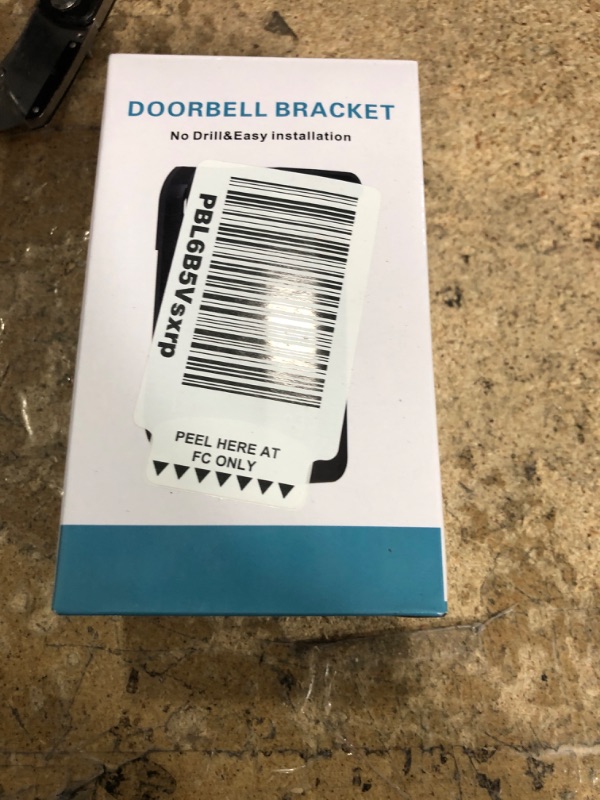 DOORBELL BRACKET
No Drill&Easy installation
PBL6B5Vsxrp
PEEL HERE AT
FC ONLY